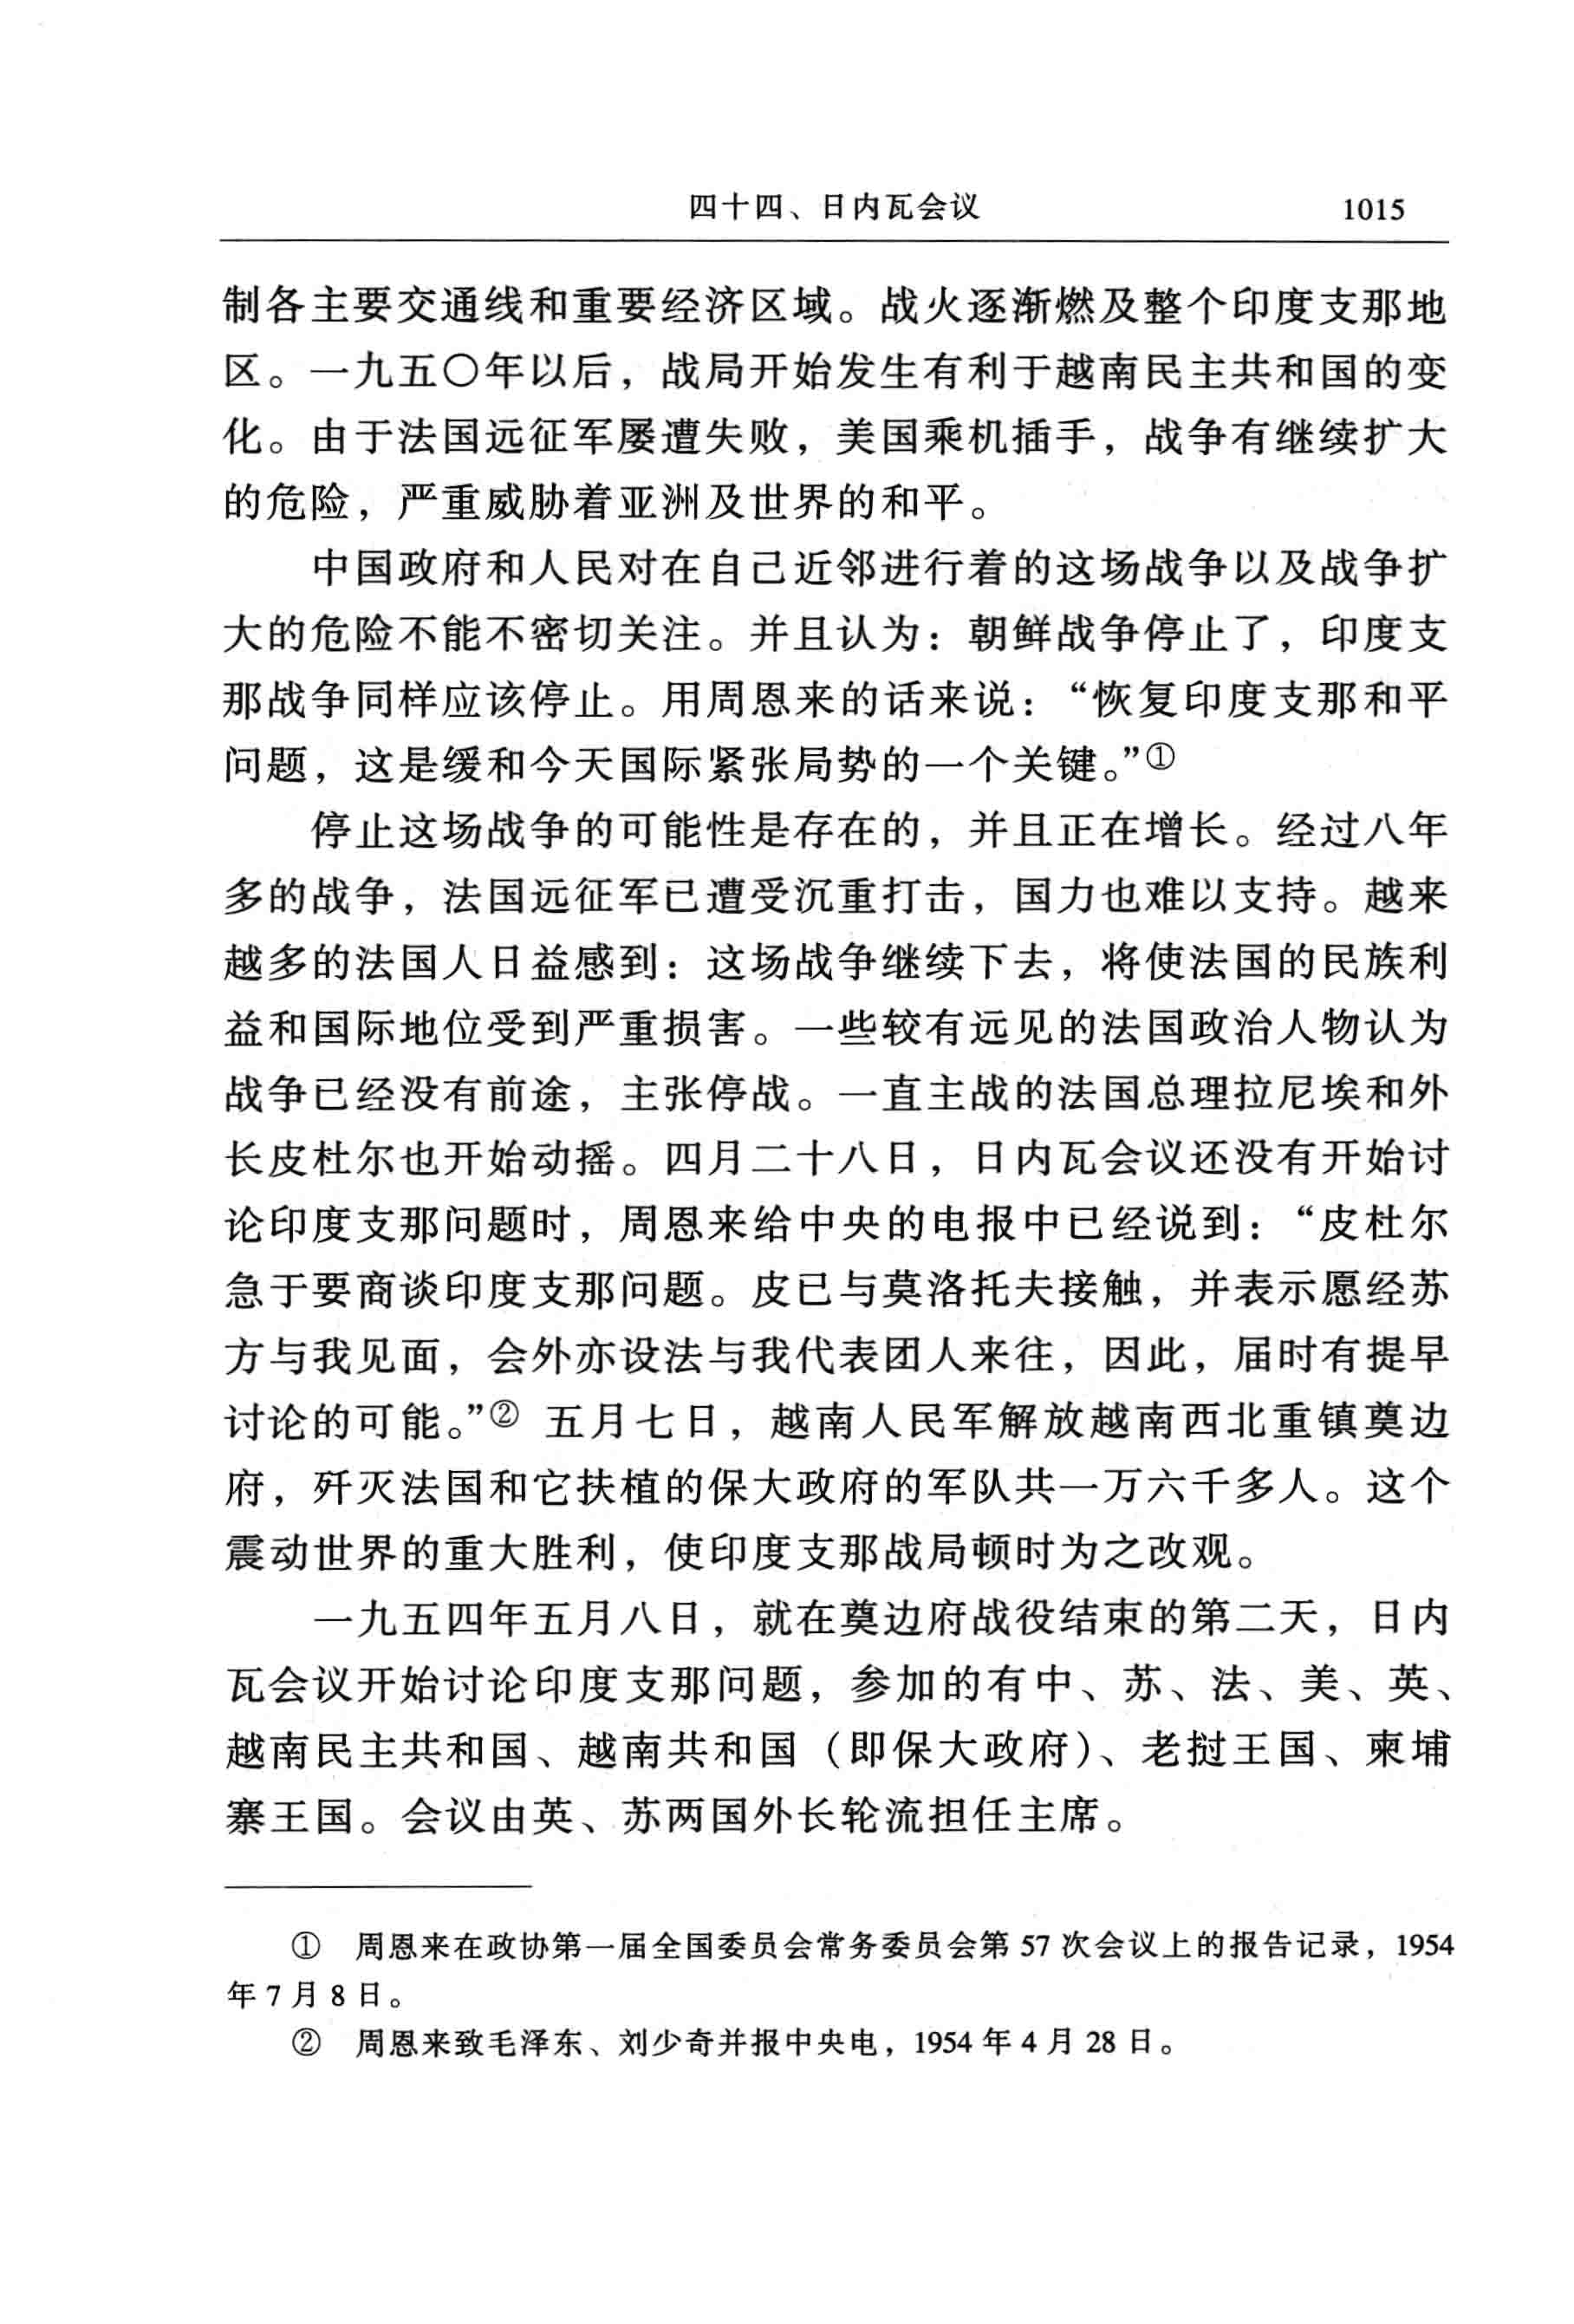 四十四、日内瓦会议 1015
制各主要交通线和重要经济区域。战火逐渐燃及整个印度支那地
区。一九五〇年以后，战局开始发生有利于越南民主共和国的变
化。由于法国远征军屡遭失败，美国乘机插手，战争有继续扩大
的危险，严重威胁着亚洲及世界的和平。
中国政府和人民对在自己近邻进行着的这场战争以及战争扩
大的危险不能不密切关注。并且认为：朝鲜战争停止了，印度支
那战争同样应该停止。用周恩来的话来说：“恢复印度支那和平
问题，这是缓和今天国际紧张局势的一个关键。”①
停止这场战争的可能性是存在的，并且正在增长。经过八年
多的战争，法国远征军已遭受沉重打击，国力也难以支持。越来
越多的法国人日益感到：这场战争继续下去，将使法国的民族利
益和国际地位受到严重损害。一些较有远见的法国政治人物认为
战争已经没有前途，主张停战。一直主战的法国总理拉尼埃和外
长皮杜尔也开始动摇。四月二十八日，日内瓦会议还没有开始讨
论印度支那问题时，周恩来给中央的电报中已经说到：“皮杜尔
急于要商谈印度支那问题。皮已与莫洛托夫接触，并表示愿经苏
方与我见面，会外亦设法与我代表团人来往，因此，届时有提早
讨论的可能。”② 五月七日，越南人民军解放越南西北重镇奠边
府，歼灭法国和它扶植的保大政府的军队共一万六千多人。这个
震动世界的重大胜利，使印度支那战局顿时为之改观。
一九五四年五月八日，就在奠边府战役结束的第二天，日内
瓦会议开始讨论印度支那问题，参加的有中、苏、法、美、英、
越南民主共和国、越南共和国（即保大政府）、老挝王国、柬埔
寨王国。会议由英、苏两国外长轮流担任主席。
① 周恩来在政协第一届全国委员会常务委员会第 57 次会议上的报告记录，1954
年 7 月 8 日。
② 周恩来致毛泽东、刘少奇并报中央电，1954 年 4 月 28 日。